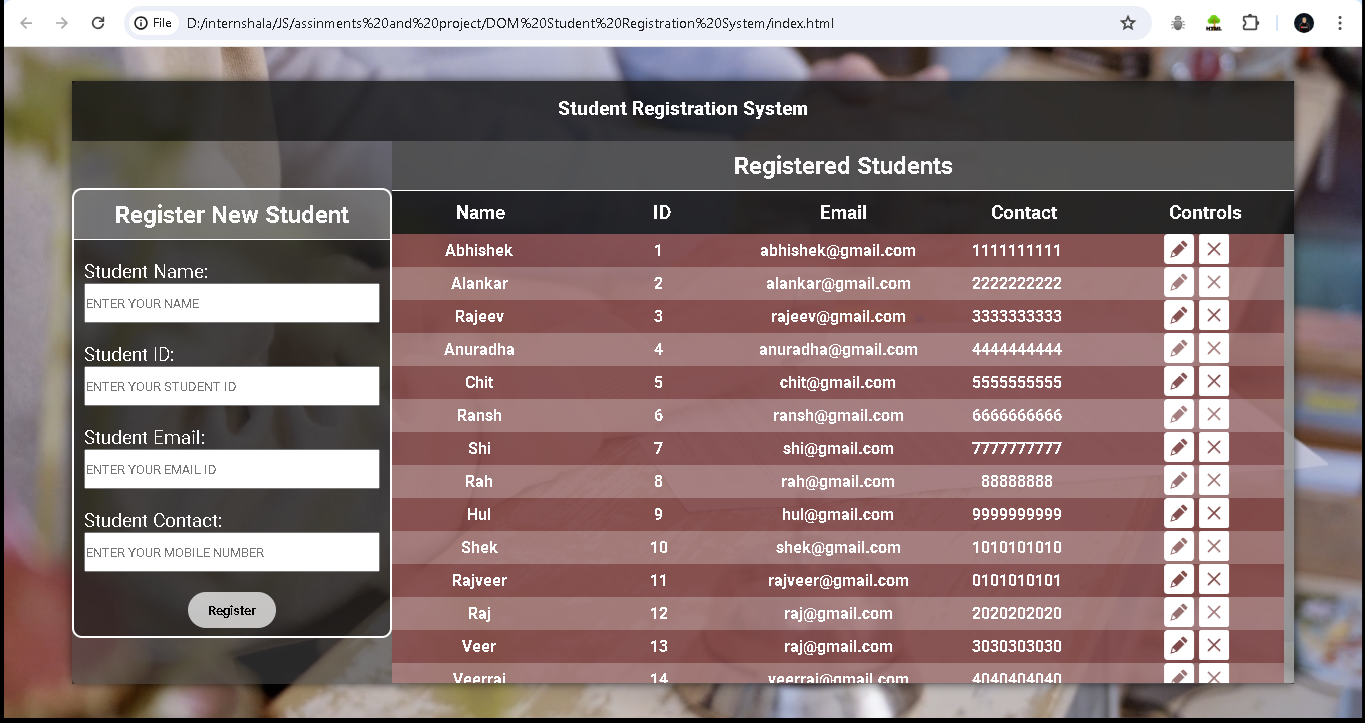 File D:/internshala/JS/assinments%20and%20project/DOM%20Student%20Registration%20System/index.html
Student Registration System
Register New Student
Student Name:
ENTER YOUR NAME
Student ID:
ENTER YOUR STUDENT ID
Student Email:
ENTER YOUR EMAIL ID
Student Contact:
ENTER YOUR MOBILE NUMBER
Register
Registered Students
Name ID Email Contact Controls
Abhishek 1 abhishek@gmail.com 1111111111
Alankar 2 alankar@gmail.com 2222222222
Rajeev 3 rajeev@gmail.com 3333333333
Anuradha 4 anuradha@gmail.com 4444444444
Chit 5 chit@gmail.com 5555555555
Ransh 6 ransh@gmail.com 6666666666
Shi 7 shi@gmail.com 7777777777
Rah 8 rah@gmail.com 88888888
Hul 9 hul@gmail.com 9999999999
Shek 10 shek@gmail.com 1010101010
Rajveer 11 rajveer@gmail.com 0101010101
Raj 12 raj@gmail.com 2020202020
Veer 13 raj@gmail.com 3030303030
Veerraj 14 veerraj@gmail.com 4040404040